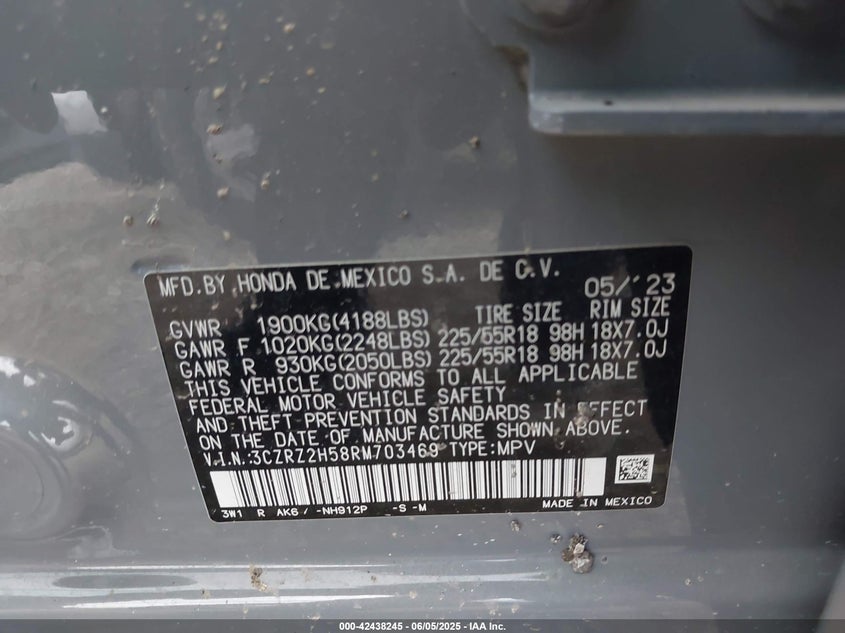 MFD. BY HONDA DE MEXICO S.A. DE C.V. 05/'23
GVWR 1900KG(4188LBS) TIRE SIZE RIM SIZE
GAWR F 1020KG(2248LBS) 225/55R18 98H 18X7.0J
GAWR R 930KG(2050LBS) 225/55R18 98H 18X7.0J
THIS VEHICLE CONFORMS TO ALL APPLICABLE
FEDERAL MOTOR VEHICLE SAFETY
AND THEFT PREVENTION STANDARDS IN EFFECT
ON THE DATE OF MANUFACTURE SHOWN ABOVE.
V.I.N.:3CZRZ2H58RM703469 TYPE:MPV
3W1 R AK6/ -NH912P -S -M MADE IN MEXICO
000-42438245 - 06/05/2025 - IAA Inc.